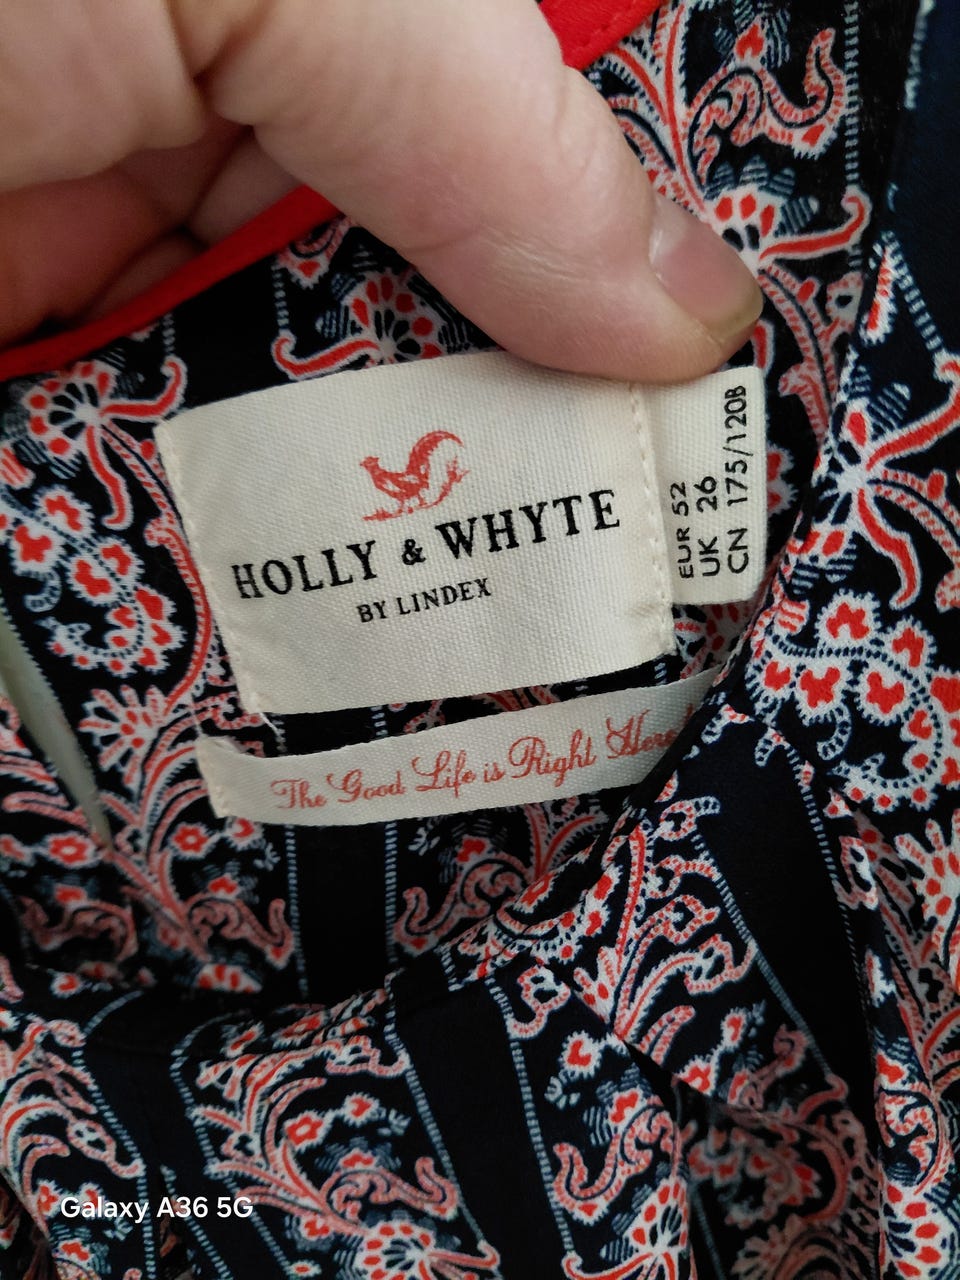 HOLLY & WHYTE
BY LINDEX
EUR 52
UK 26
CN 175/120B
The Good Life is Right Here
Galaxy A36 5G